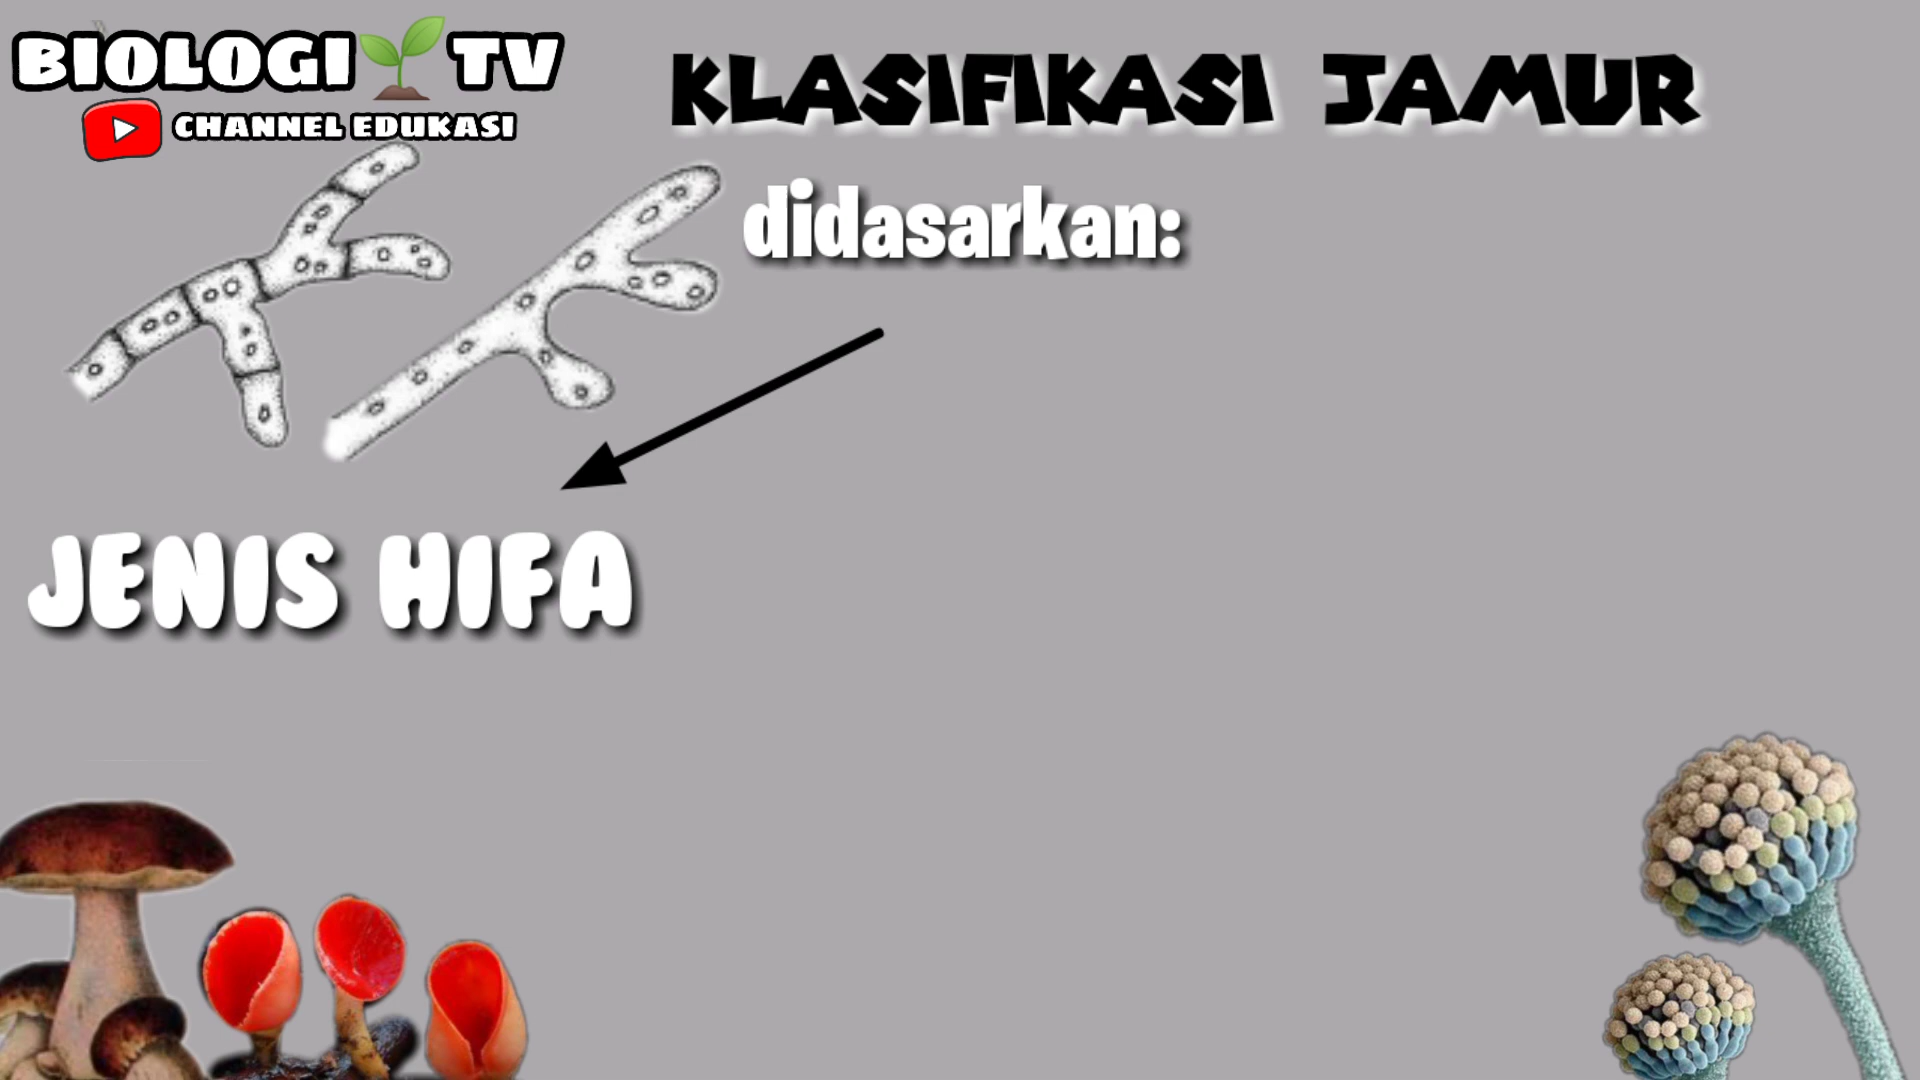 BIOLOGI TV
CHANNEL EDUKASI
KLASIFIKASI JAMUR
didasarkan:
JENIS HIFA